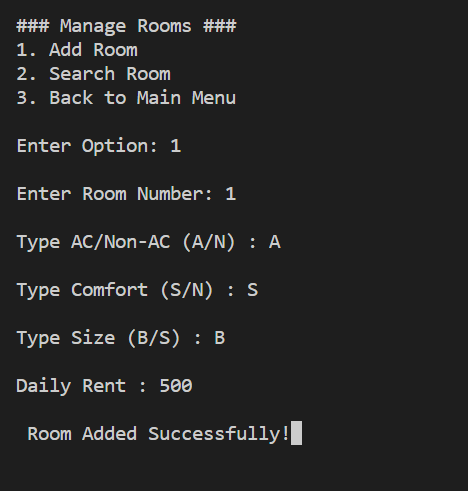 ### Manage Rooms ###
1. Add Room
2. Search Room
3. Back to Main Menu
Enter Option: 1
Enter Room Number: 1
Type AC/Non-AC (A/N) : A
Type Comfort (S/N) : S
Type Size (B/S) : B
Daily Rent : 500
Room Added Successfully!